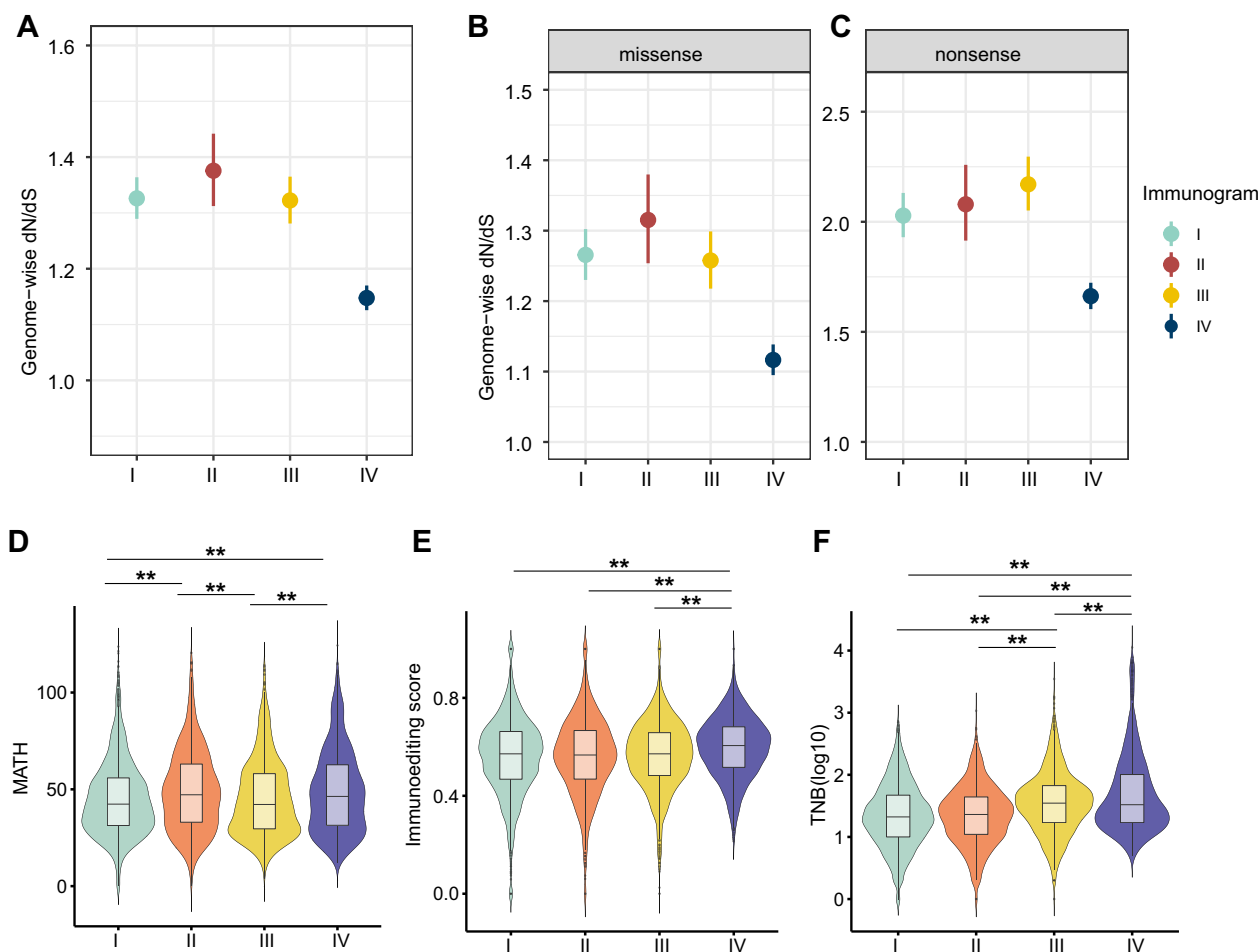 A
Genome-wise dN/dS
1.6
1.4
1.2
1.0
I II III IV
B
missense
Genome-wise dN/dS
1.5
1.4
1.3
1.2
1.1
1.0
I II III IV
C
nonsense
2.5
2.0
1.5
1.0
I II III IV
Immunogram
I
II
III
IV
D
**
** ** **
MATH
100
50
0
I II III IV
E
**
**
**
Immunoediting score
0.8
0.4
0.0
I II III IV
F
**
**
**
**
**
TNB(log10)
4
3
2
1
0
I II III IV